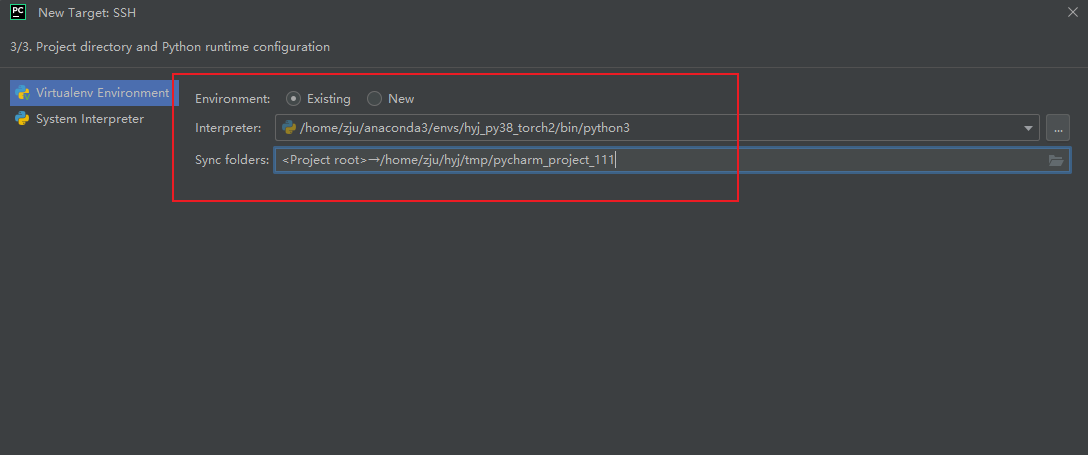 PC New Target: SSH
3/3. Project directory and Python runtime configuration
Virtualenv Environment
System Interpreter
Environment: Existing New
Interpreter: /home/zju/anaconda3/envs/hyj_py38_torch2/bin/python3 ...
Sync folders: <Project root>→/home/zju/hyj/tmp/pycharm_project_111